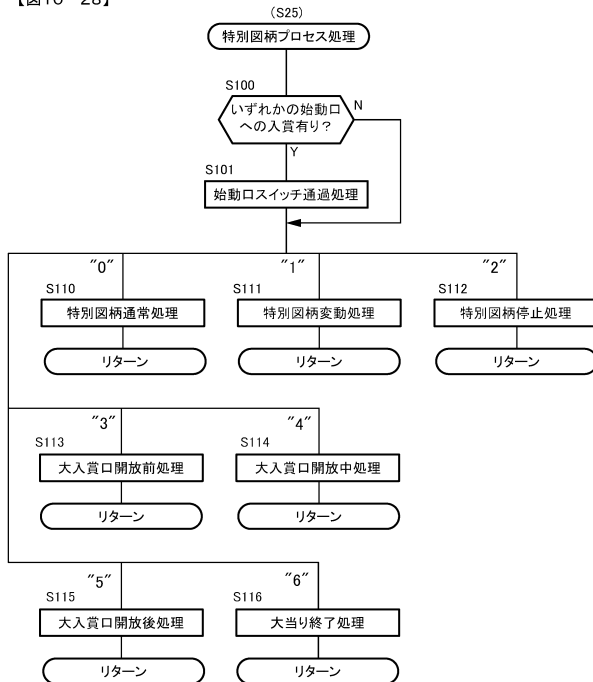 【図10-28】
(S25)
特別図柄プロセス処理
S100
いずれかの始動口
への入賞有り？
N
Y
S101
始動口スイッチ通過処理
"0"
"1"
"2"
S110
S111
S112
特別図柄通常処理
特別図柄変動処理
特別図柄停止処理
リターン
リターン
リターン
"3"
"4"
S113
S114
大入賞口開放前処理
大入賞口開放中処理
リターン
リターン
"5"
"6"
S115
S116
大入賞口開放後処理
大当り終了処理
リターン
リターン